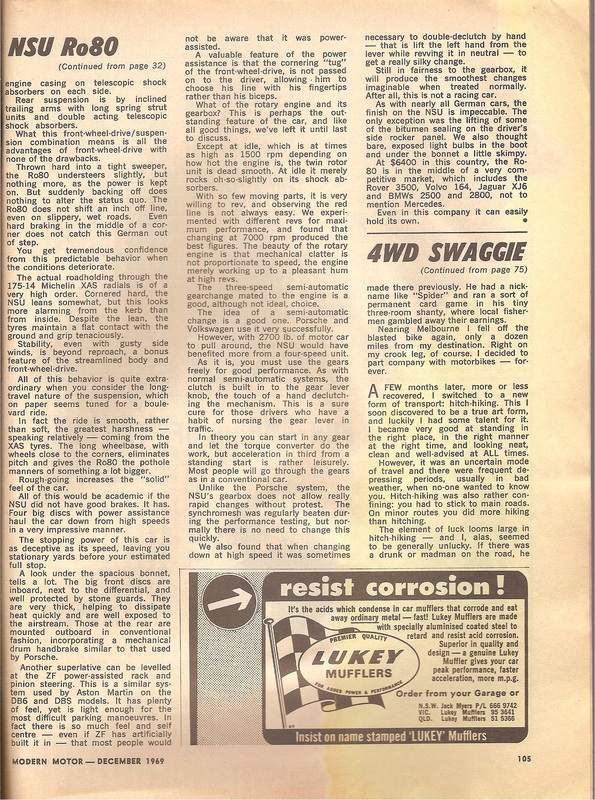 NSU Ro80
(Continued from page 32)
engine casing on telescopic shock
absorbers on each side.
Rear suspension is by inclined
trailing arms with long spring strut
units and double acting telescopic
shock absorbers.
What this front-wheel-drive/suspen-
sion combination means is all the
advantages of front-wheel-drive with
none of the drawbacks.
Thrown hard into a tight sweeper,
the Ro80 understeers slightly, but
nothing more, as the power is kept
on. But suddenly backing off does
nothing to alter the status quo. The
Ro80 does not shift an inch off line,
even on slippery, wet roads. Even
hard braking in the middle of a cor-
ner does not catch this German out
of step.
You get tremendous confidence
from this predictable behavior when
the conditions deteriorate.
The actual roadholding through the
175-14 Michelin XAS radials is of a
very high order. Cornered hard, the
NSU leans somewhat, but this looks
more alarming from the kerb than
from inside. Despite the lean, the
tyres maintain a flat contact with the
ground and grip tenaciously.
Stability, even with gusty side
winds, is beyond reproach, a bonus
feature of the streamlined body and
front-wheel-drive.
All of this behavior is quite extra-
ordinary when you consider the long-
travel nature of the suspension, which
on paper seems tuned for a boule-
vard ride.
In fact the ride is smooth, rather
than soft, the greatest harshness —
speaking relatively — coming from the
XAS tyres. The long wheelbase, with
wheels close to the corners, eliminates
pitch and gives the Ro80 the pothole
manners of something a lot bigger.
Rough-going increases the "solid"
feel of the car.
All of this would be academic if the
NSU did not have good brakes. It has.
Four big discs with power assistance
haul the car down from high speeds
in a very impressive manner.
The stopping power of this car is
as deceptive as its speed, leaving you
stationary yards before your estimated
full stop.
A look under the spacious bonnet,
tells a lot. The big front discs are
inboard, next to the differential, and
well protected by stone guards. They
are very thick, helping to dissipate
heat quickly and are well exposed to
the airstream. Those at the rear are
mounted outboard in conventional
fashion, incorporating a mechanical
drum handbrake similar to that used
by Porsche.
Another superlative can be levelled
at the ZF power-assisted rack and
pinion steering. This is a similar sys-
tem used by Aston Martin on the
DB6 and DBS models. It has plenty
of feel, yet is light enough for the
most difficult parking manoeuvres. In
fact there is so much feel and self
centre — even if ZF has artificially
built it in — that most people would
not be aware that it was power-
assisted.
A valuable feature of the power
assistance is that the cornering "tug"
of the front-wheel-drive, is not passed
on to the driver, allowing him to
choose his line with his fingertips
rather than his biceps.
What of the rotary engine and its
gearbox? This is perhaps the out-
standing feature of the car, and like
all good things, we've left it until last
to discuss.
Except at idle, which is at times
as high as 1500 rpm depending on
how hot the engine is, the twin rotor
unit is dead smooth. At idle it merely
rocks oh-so-slightly on its shock ab-
sorbers.
With so few moving parts, it is very
willing to rev, and observing the red
line is not always easy. We experi-
mented with different revs for maxi-
mum performance, and found that
changing at 7000 rpm produced the
best figures. The beauty of the rotary
engine is that mechanical clatter is
not proportionate to speed, the engine
merely working up to a pleasant hum
at high revs.
The three-speed semi-automatic
gearchange mated to the engine is a
good, although not ideal, choice.
The idea of a semi-automatic
change is a good one. Porsche and
Volkswagen use it very successfully.
However, with 2700 lb. of motor car
to pull around, the NSU would have
benefited more from a four-speed unit.
As it is, you must use the gears
freely for good performance. As with
normal semi-automatic systems, the
clutch is built in to the gear lever
knob, the touch of a hand declutch-
ing the mechanism. This is a sure
cure for those drivers who have a
habit of nursing the gear lever in
traffic.
In theory you can start in any gear
and let the torque converter do the
work, but acceleration in third from a
standing start is rather leisurely.
Most people will go through the gears
as in a conventional car.
Unlike the Porsche system, the
NSU's gearbox does not allow really
rapid changes without protest. The
synchromesh was regularly beaten dur-
ing the performance testing, but nor-
mally there is no need to change this
quickly.
We also found that when changing
down at high speed it was sometimes
necessary to double-declutch by hand
— that is lift the left hand from the
lever while revving it in neutral — to
get a really silky change.
Still in fairness to the gearbox, it
will produce the smoothest changes
imaginable when treated normally.
After all, this is not a racing car.
As with nearly all German cars, the
finish on the NSU is impeccable. The
only exception was the lifting of some
of the bitumen sealing on the driver's
side rocker panel. We also thought
bare, exposed light bulbs in the boot
and under the bonnet a little skimpy.
At $6400 in this country, the Ro-
80 is in the middle of a very com-
petitive market, which includes the
Rover 3500, Volvo 164, Jaguar XJ6
and BMWs 2500 and 2800, not to
mention Mercedes.
Even in this company it can easily
hold its own.
4WD SWAGGIE
(Continued from page 75)
made there previously. He had a nick-
name like "Spider" and ran a sort of
permanent card game in his tiny
three-room shanty, where local fisher-
men gambled away their earnings.
Nearing Melbourne I fell off the
blasted bike again, only a dozen
miles from my destination. Right on
my crook leg, of course. I decided to
part company with motorbikes — for-
ever.
A FEW months later, more or less
recovered, I switched to a new
form of transport: hitch-hiking. This I
soon discovered to be a true art form,
and luckily I had some talent for it.
I became very good at standing in
the right place, in the right manner
at the right time, and looking neat,
clean and well-advised at ALL times.
However, it was an uncertain mode
of travel and there were frequent de-
pressing periods, usually in bad
weather, when no-one wanted to know
you. Hitch-hiking was also rather con-
fining: you had to stick to main roads.
On minor routes you did more hiking
than hitching.
The element of luck looms large in
hitch-hiking — and I, alas, seemed
to be generally unlucky. If there was
a drunk or madman on the road, he
resist corrosion!
It's the acids which condense in car mufflers that corrode and eat
away ordinary metal — fast! Lukey Mufflers are made
with specially aluminised coated steel to
retard and resist acid corrosion.
Superior in quality and
design — a genuine Lukey
Muffler gives your car
peak performance, faster
acceleration, more m.p.g.
PREMIER QUALITY
LUKEY
MUFFLERS
FOR ADDED POWER & PERFORMANCE
Order from your Garage or
N.S.W. Jack Myers P/L 666 9742
VIC. Lukey Mufflers 95 3641
QLD. Lukey Mufflers 51 5366
Insist on name stamped 'LUKEY' Mufflers
MODERN MOTOR — DECEMBER 1969
105